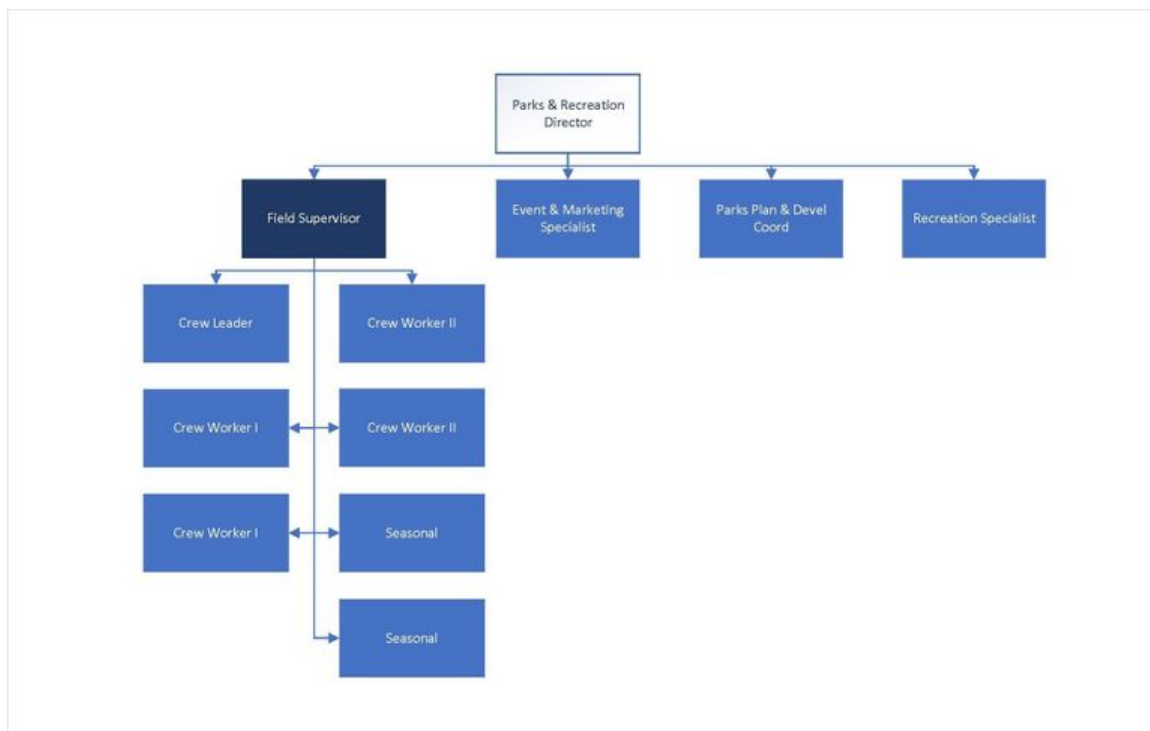 Parks & Recreation
Director
Field Supervisor
Event & Marketing
Specialist
Parks Plan & Devel
Coord
Recreation Specialist
Crew Leader
Crew Worker II
Crew Worker I
Crew Worker II
Crew Worker I
Seasonal
Seasonal